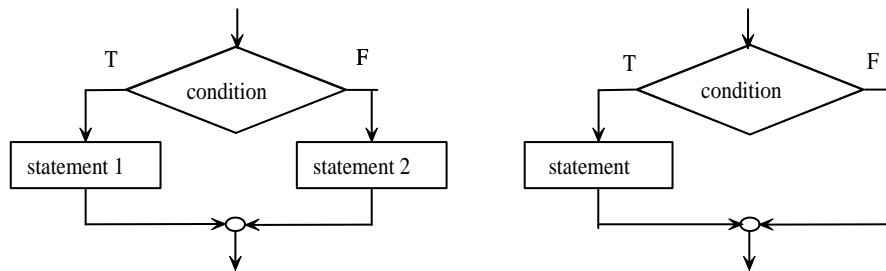 T
F
condition
statement 1
statement 2
T
F
condition
statement